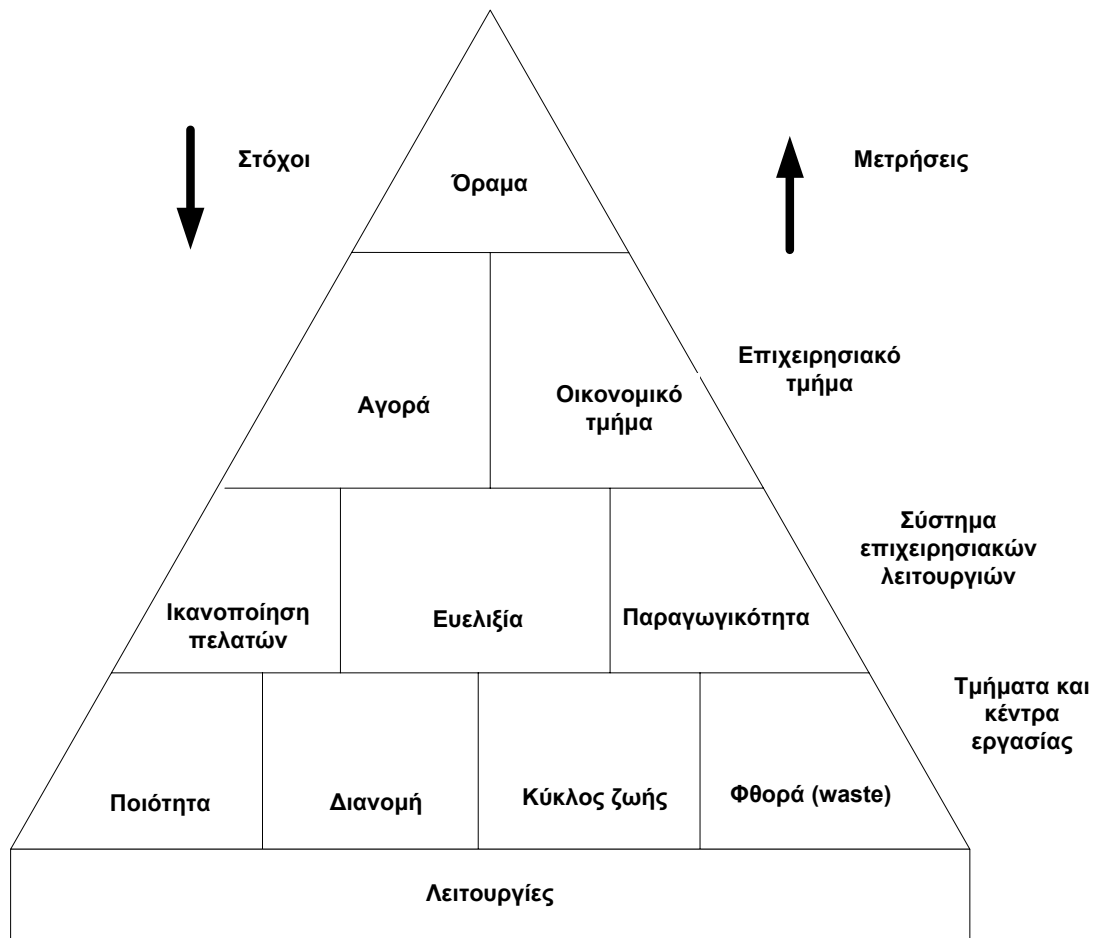 Στόχοι
Μετρήσεις
Όραμα
Επιχειρησιακό
τμήμα
Αγορά
Οικονομικό
τμήμα
Σύστημα
επιχειρησιακών
λειτουργιών
Ικανοποίηση
πελατών
Ευελιξία
Παραγωγικότητα
Τμήματα και
κέντρα
εργασίας
Ποιότητα
Διανομή
Κύκλος ζωής
Φθορά (waste)
Λειτουργίες